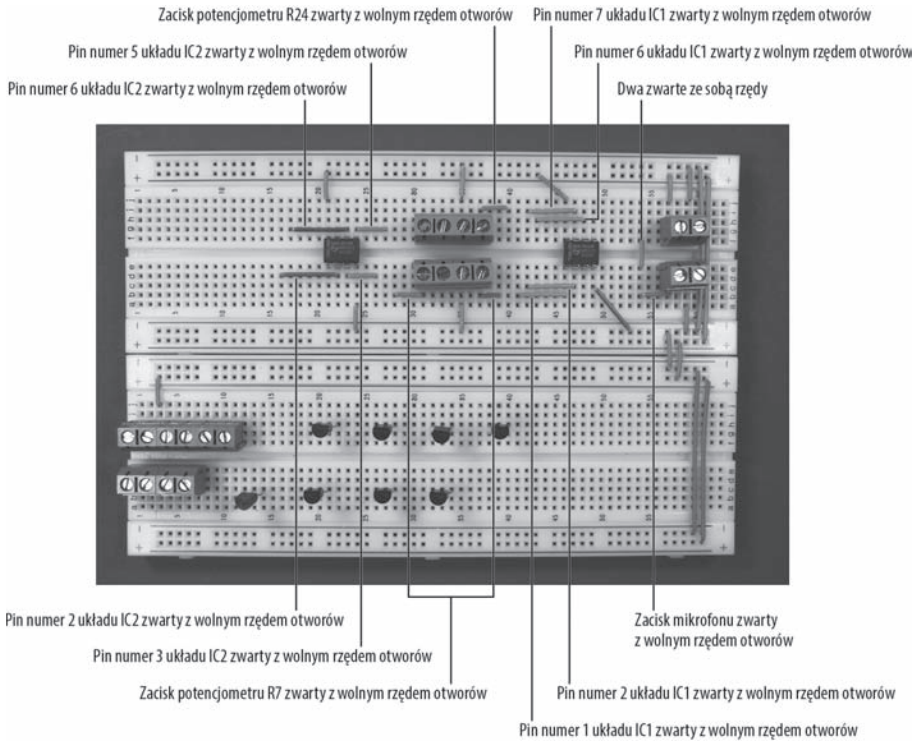 Zacisk potencjometru R24 zwarty z wolnym rzędem otworów
Pin numer 7 układu IC1 zwarty z wolnym rzędem otworów
Pin numer 5 układu IC2 zwarty z wolnym rzędem otworów
Pin numer 6 układu IC1 zwarty z wolnym rzędem otworów
Pin numer 6 układu IC2 zwarty z wolnym rzędem otworów
Dwa zwarte ze sobą rzędy
Pin numer 2 układu IC2 zwarty z wolnym rzędem otworów
Zacisk mikrofonu zwarty
z wolnym rzędem otworów
Pin numer 3 układu IC2 zwarty z wolnym rzędem otworów
Zacisk potencjometru R7 zwarty z wolnym rzędem otworów
Pin numer 2 układu IC1 zwarty z wolnym rzędem otworów
Pin numer 1 układu IC1 zwarty z wolnym rzędem otworów